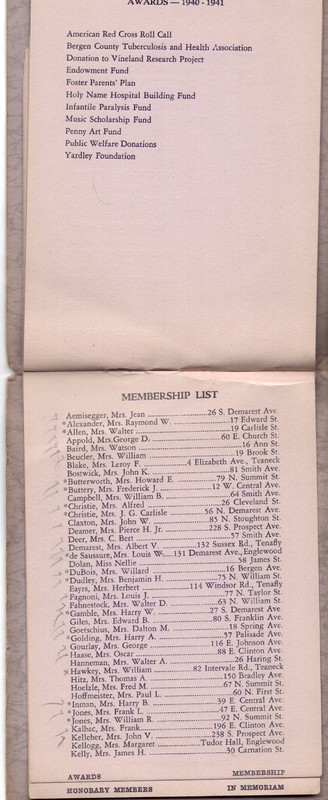 AWARDS — 1940-1941
American Red Cross Roll Call
Bergen County Tuberculosis and Health Association
Donation to Vineland Research Project
Endowment Fund
Foster Parents' Plan
Holy Name Hospital Building Fund
Infantile Paralysis Fund
Music Scholarship Fund
Penny Art Fund
Public Welfare Donations
Yardley Foundation
MEMBERSHIP LIST
Aemisegger, Mrs. Jean 26 S. Demarest Ave.
*Alexander, Mrs. Raymond W. 17 Edward St.
*Allen, Mrs. Walter 19 Carlisle St.
Appold, Mrs.George D. 60 E. Church St.
Baird, Mrs. Watson 16 Ann St.
Beucler, Mrs. William 19 Brook St.
Blake, Mrs. Leroy F. 4 Elizabeth Ave., Teaneck
Bostwick, Mrs. John K. 81 Smith Ave.
*Butterworth, Mrs. Howard E. 79 N. Summit St.
*Buttery, Mrs. Frederick J. 12 W. Central Ave.
Campbell, Mrs. William B. 64 Smith Ave.
*Christie, Mrs. Alfred 26 Cleveland St.
*Christie, Mrs. J. G. Carlisle 56 N. Demarest Ave.
Claxton, Mrs. John W. 85 N. Stoughton St.
Deamer, Mrs. Pierce H. Jr. 228 S. Prospect Ave.
Deer, Mrs. C. Bert 57 Smith Ave.
Demarest, Mrs. Albert V. 132 Sussex Rd., Tenafly
*de Saussure, Mrs. Louis W. 131 Demarest Ave., Englewood
Dolan, Miss Nellie 58 James St.
*DuBois, Mrs. Willard 16 Bergen Ave.
*Dudley, Mrs. Benjamin H. 75 N. William St.
Eayrs, Mrs. Herbert 114 Windsor Rd., Tenafly
Fagnoni, Mrs. Louis J. 77 N. Taylor St.
Fahnestock, Mrs. Walter D. 63 N. William St.
*Gamble, Mrs. Harry W. 27 S. Demarest Ave.
Giles, Mrs. Edward B. 80 S. Franklin Ave.
Goetschius, Mrs. Dalton M. 18 Spring Ave.
*Golding, Mrs. Harry A. 57 Palisade Ave.
Gourlay, Mrs. George 116 E. Johnson Ave.
Haase, Mrs. Oscar 88 E. Clinton Ave.
Hanneman, Mrs. Walter A. 26 Haring St.
Hawkey, Mrs. William 82 Intervale Rd., Teaneck
Hitz, Mrs. Thomas A. 150 Bradley Ave.
Hoelzle, Mrs. Fred M. 67 N. Summit St.
Hoffmeister, Mrs. Paul L. 60 N. First St.
*Inman, Mrs. Harry B. 39 E. Central Ave.
*Jones, Mrs. Frank L. 47 E. Central Ave.
*Jones, Mrs. William R. 92 N. Summit St.
Kalbac, Mrs. Frank 196 E. Clinton Ave.
Kelleher, Mrs. John V. 238 S. Prospect Ave.
Kellogg, Mrs. Margaret Tudor Hall, Englewood
Kelly, Mrs. James H. 30 Carnation St.
AWARDS MEMBERSHIP
HONORARY MEMBERS IN MEMORIAM